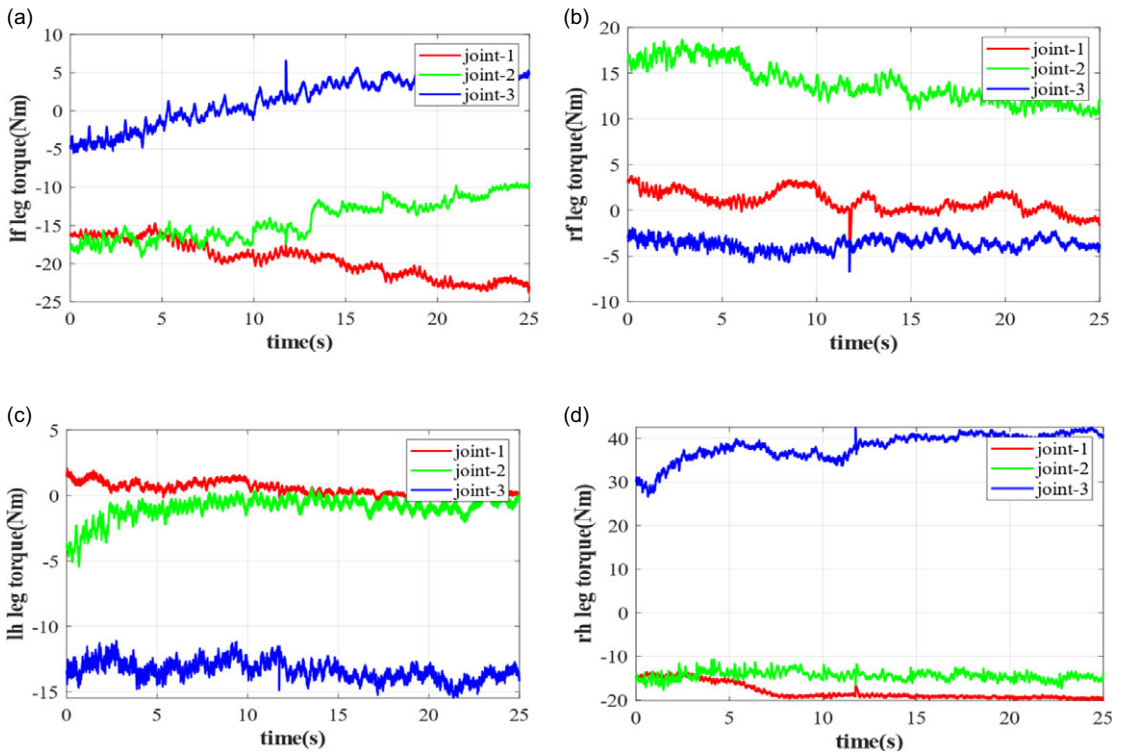 (a)
10
5
0
-5
-10
-15
-20
-25
lf leg torque(Nm)
joint-1
joint-2
joint-3
0 5 10 15 20 25
time(s)
(b)
20
15
10
5
0
-5
-10
rf leg torque(Nm)
joint-1
joint-2
joint-3
0 5 10 15 20 25
time(s)
(c)
5
0
-5
-10
-15
lh leg torque(Nm)
joint-1
joint-2
joint-3
0 5 10 15 20 25
time(s)
(d)
40
30
20
10
0
-10
-20
rh leg torque(Nm)
joint-1
joint-2
joint-3
0 5 10 15 20 25
time(s)